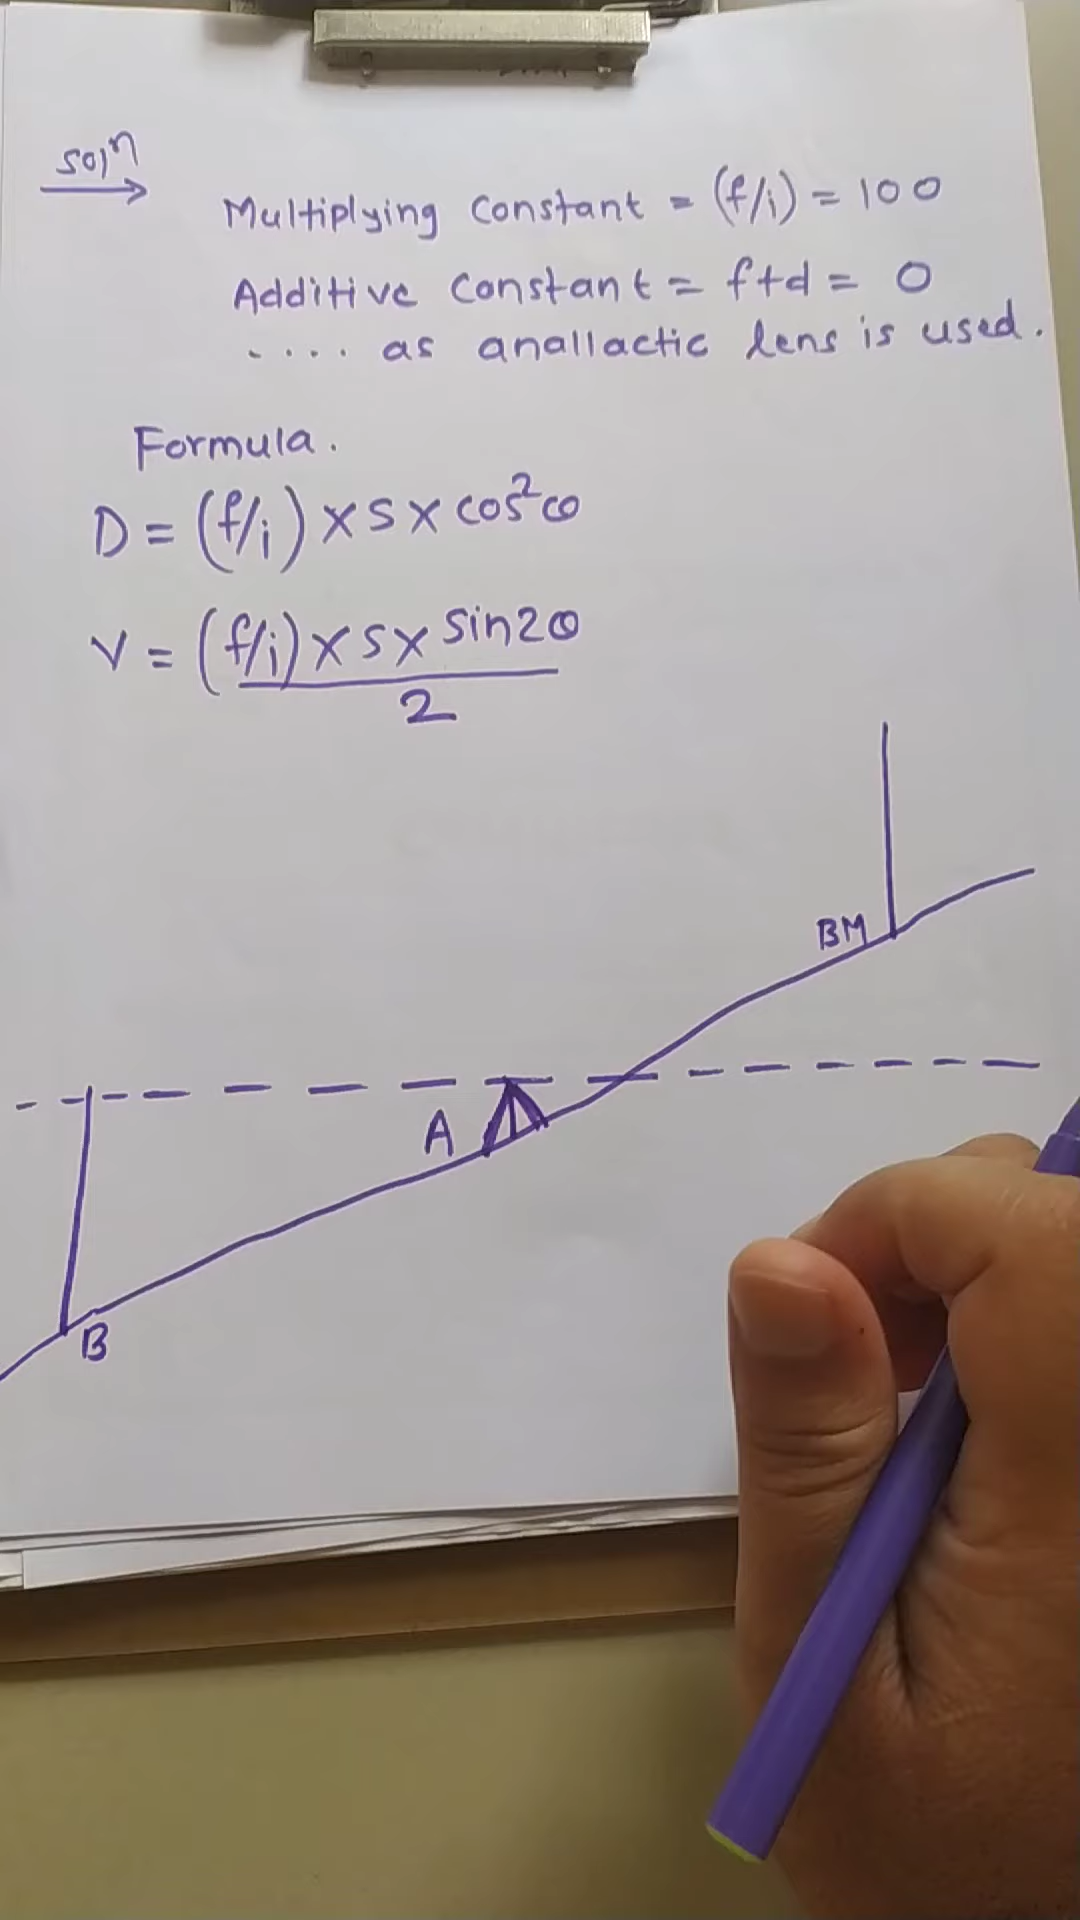 Solⁿ
Multiplying Constant = (f/i) = 100
Additive Constant = f+d = 0
.... as anallactic lens is used.
Formula.
D = (f/i) × S × cos²θ
V = (f/i) × S × sin2θ
2
BM
A
B